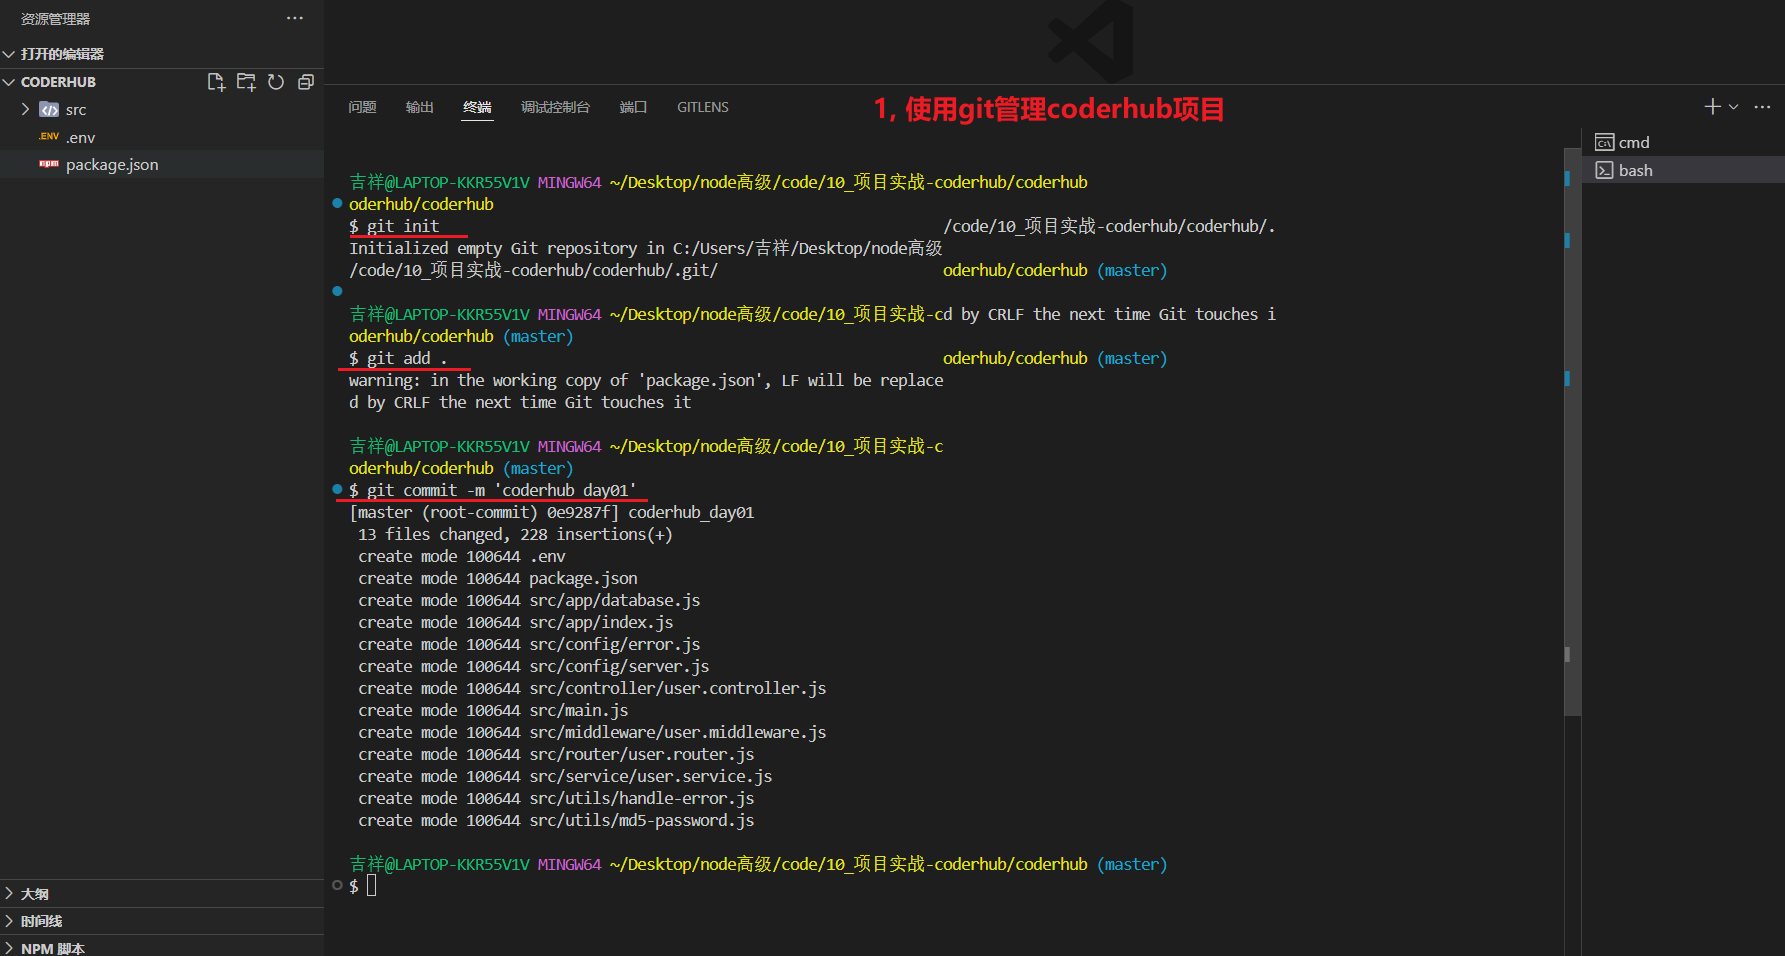 资源管理器
打开的编辑器
CODERHUB
src
.ENV .env
npm package.json
大纲
时间线
NPM 脚本
问题 输出 终端 调试控制台 端口 GITLENS
1, 使用git管理coderhub项目
cmd
bash
吉祥@LAPTOP-KKR55V1V MINGW64 ~/Desktop/node高级/code/10_项目实战-coderhub/coderhub
oderhub/coderhub
$ git init /code/10_项目实战-coderhub/coderhub/.
Initialized empty Git repository in C:/Users/吉祥/Desktop/node高级
/code/10_项目实战-coderhub/coderhub/.git/ oderhub/coderhub (master)
吉祥@LAPTOP-KKR55V1V MINGW64 ~/Desktop/node高级/code/10_项目实战-cd by CRLF the next time Git touches i
oderhub/coderhub (master)
$ git add . oderhub/coderhub (master)
warning: in the working copy of 'package.json', LF will be replace
d by CRLF the next time Git touches it
吉祥@LAPTOP-KKR55V1V MINGW64 ~/Desktop/node高级/code/10_项目实战-c
oderhub/coderhub (master)
$ git commit -m 'coderhub_day01'
[master (root-commit) 0e9287f] coderhub_day01
13 files changed, 228 insertions(+)
create mode 100644 .env
create mode 100644 package.json
create mode 100644 src/app/database.js
create mode 100644 src/app/index.js
create mode 100644 src/config/error.js
create mode 100644 src/config/server.js
create mode 100644 src/controller/user.controller.js
create mode 100644 src/main.js
create mode 100644 src/middleware/user.middleware.js
create mode 100644 src/router/user.router.js
create mode 100644 src/service/user.service.js
create mode 100644 src/utils/handle-error.js
create mode 100644 src/utils/md5-password.js
吉祥@LAPTOP-KKR55V1V MINGW64 ~/Desktop/node高级/code/10_项目实战-coderhub/coderhub (master)
$